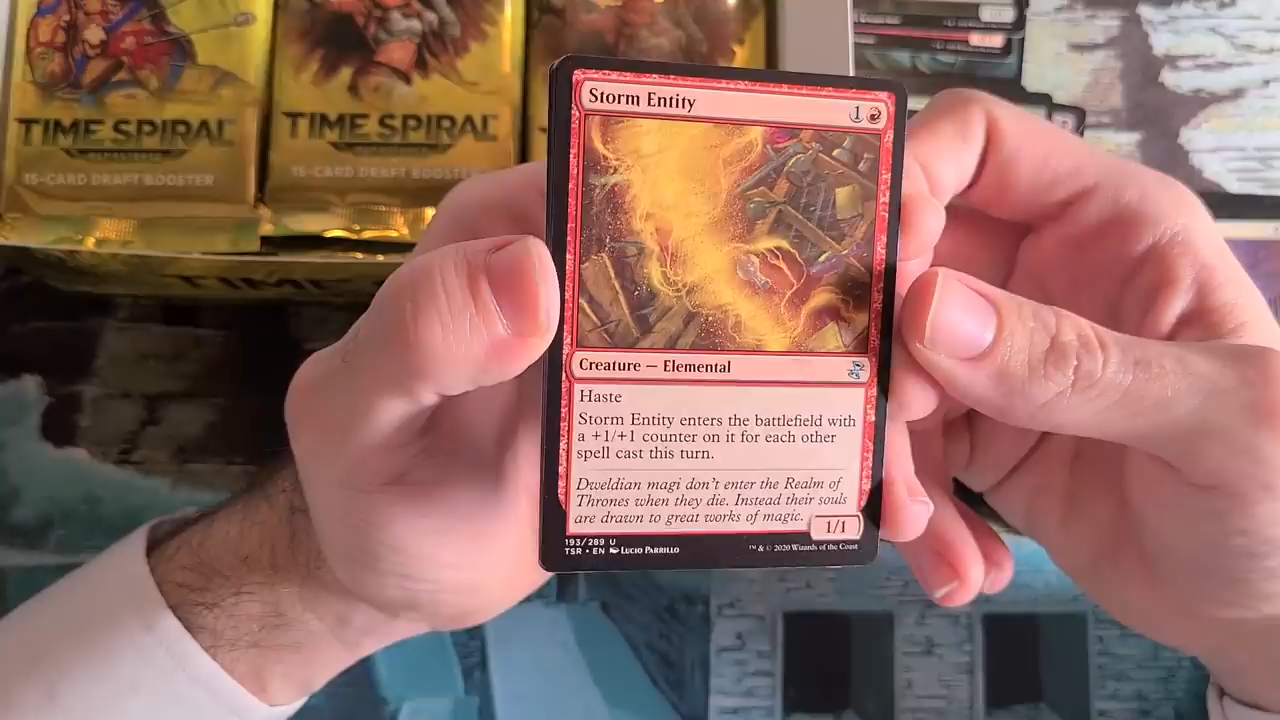 TIME SPIRAL
15-CARD DRAFT BOOSTER
TIME SPIRAL
15-CARD DRAFT BOOSTER
TIME SPIRAL
Storm Entity
1
Creature — Elemental
Haste
Storm Entity enters the battlefield with
a +1/+1 counter on it for each other
spell cast this turn.
Dweldian magi don't enter the Realm of
Thrones when they die. Instead their souls
are drawn to great works of magic.
1/1
193/289 U
TSR • EN Lucio Parrillo
™ & © 2020 Wizards of the Coast